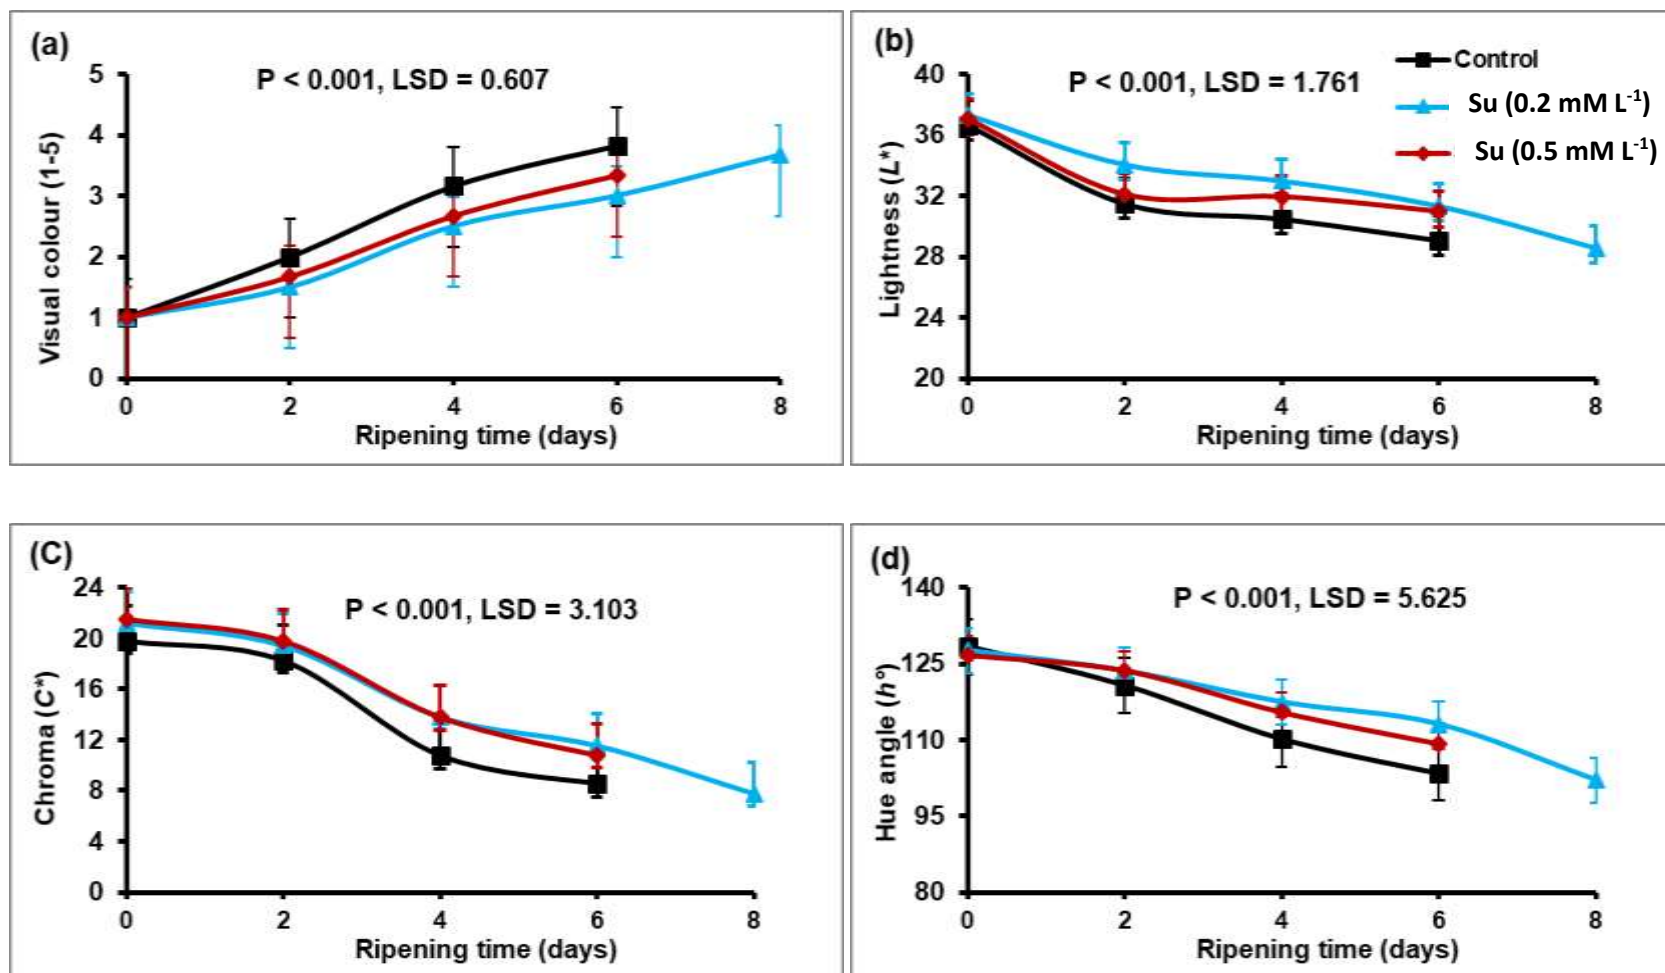 (a)
P < 0.001, LSD = 0.607
5
4
3
2
1
0
Visual colour (1-5)
0 2 4 6 8
Ripening time (days)
(b)
P < 0.001, LSD = 1.761
Control
Su (0.2 mM L⁻¹)
Su (0.5 mM L⁻¹)
40
36
32
28
24
20
Lightness (L*)
0 2 4 6 8
Ripening time (days)
(C)
P < 0.001, LSD = 3.103
24
20
16
12
8
4
0
Chroma (C*)
0 2 4 6 8
Ripening time (days)
(d)
P < 0.001, LSD = 5.625
140
125
110
95
80
Hue angle (h°)
0 2 4 6 8
Ripening time (days)